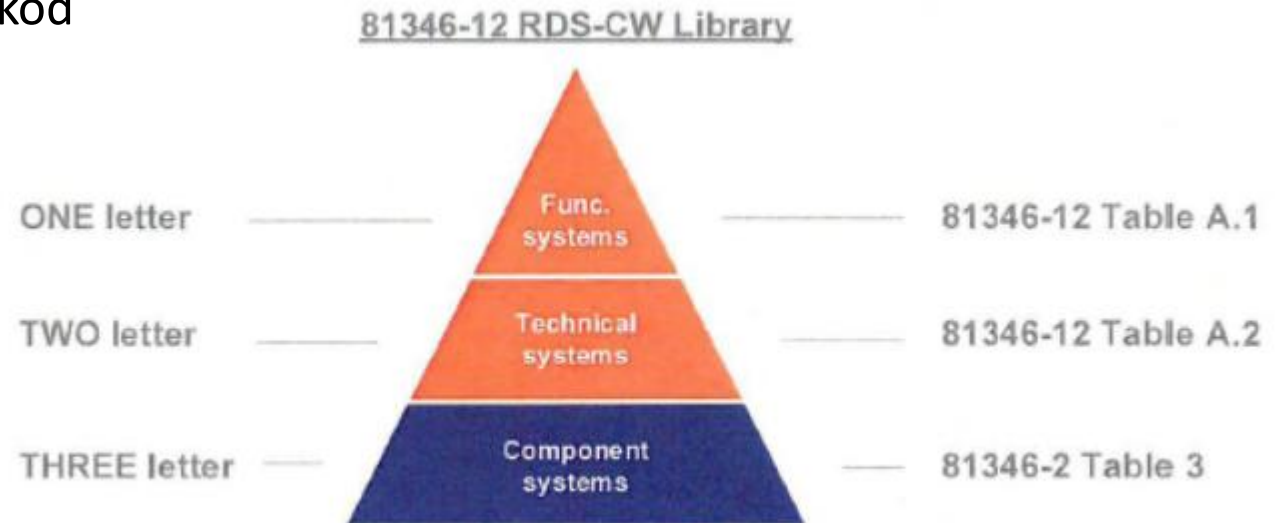 kod
81346-12 RDS-CW Library
Func.
systems
ONE letter
81346-12 Table A.1
Technical
systems
TWO letter
81346-12 Table A.2
Component
systems
THREE letter
81346-2 Table 3